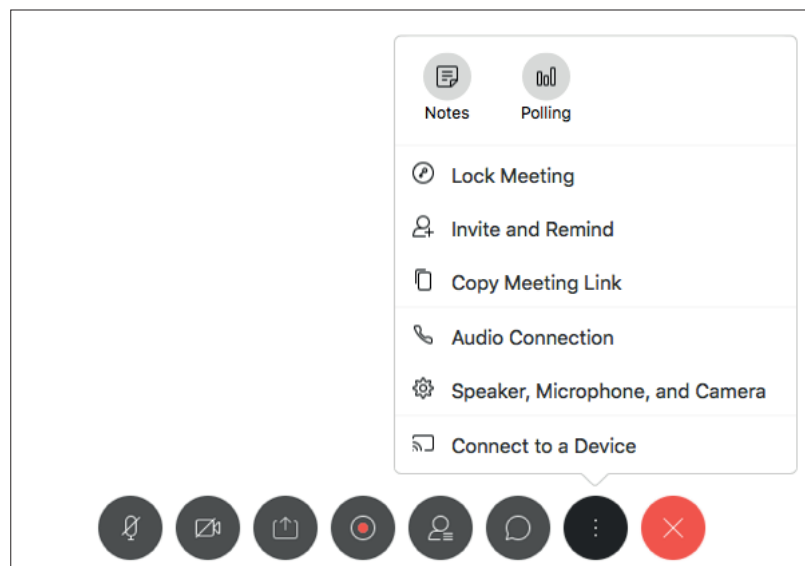 Notes Polling
Lock Meeting
Invite and Remind
Copy Meeting Link
Audio Connection
Speaker, Microphone, and Camera
Connect to a Device